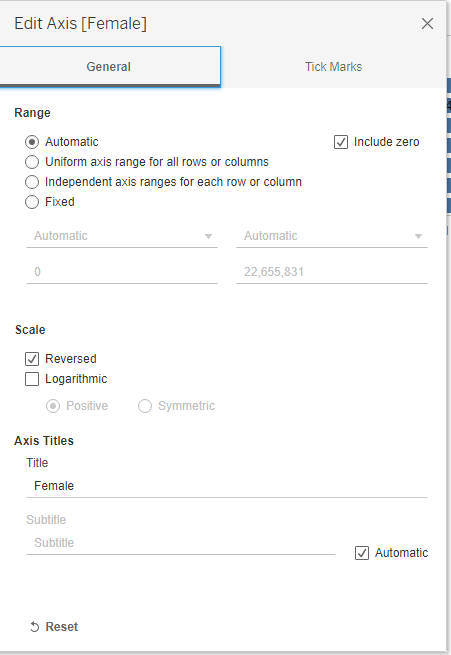 Edit Axis [Female]
General Tick Marks
Range
Automatic Include zero
Uniform axis range for all rows or columns
Independent axis ranges for each row or column
Fixed
Automatic Automatic
0 22,655,831
Scale
Reversed
Logarithmic
Positive Symmetric
Axis Titles
Title
Female
Subtitle
Subtitle
Automatic
Reset